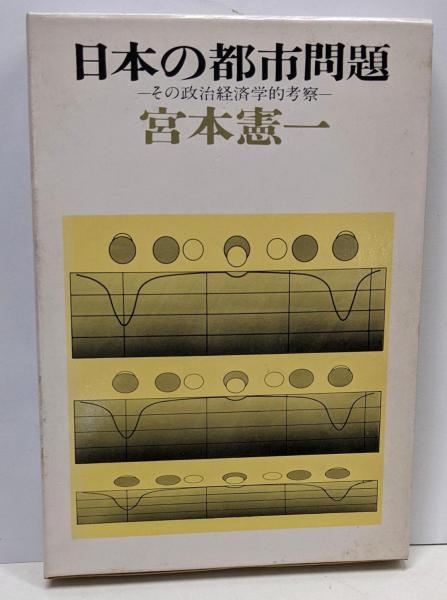 日本の都市問題
—その政治経済学的考察—
宮本憲一